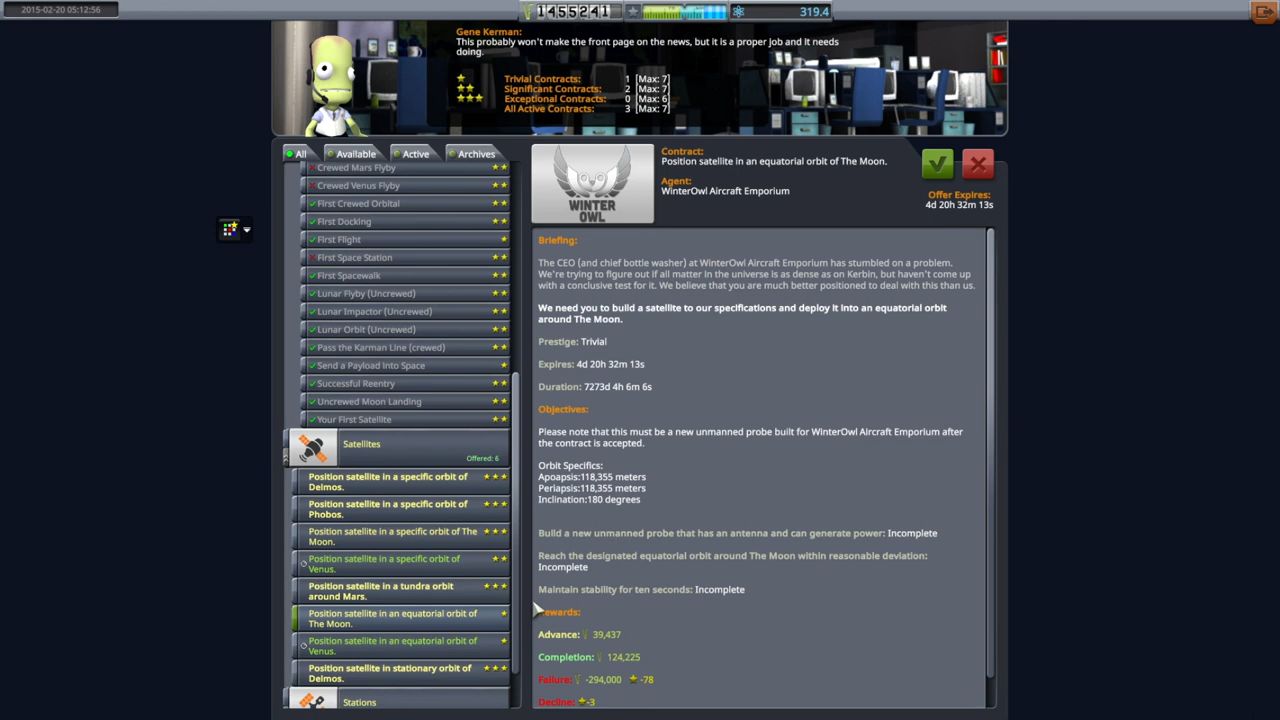 2015-02-20 05:12:56
1455241
319.4
Gene Kerman:
This probably won't make the front page on the news, but it is a proper job and it needs
doing.
Trivial Contracts: 1 [Max: 7]
Significant Contracts: 2 [Max: 7]
Exceptional Contracts: 0 [Max: 6]
All Active Contracts: 3 [Max: 7]
All
Available
Active
Archives
Crewed Mars Flyby
Crewed Venus Flyby
First Crewed Orbital
First Docking
First Flight
First Space Station
First Spacewalk
Lunar Flyby (Uncrewed)
Lunar Impactor (Uncrewed)
Lunar Orbit (Uncrewed)
Pass the Karman Line (crewed)
Send a Payload Into Space
Successful Reentry
Uncrewed Moon Landing
Your First Satellite
Satellites
Offered: 6
Position satellite in a specific orbit of
Deimos.
Position satellite in a specific orbit of
Phobos.
Position satellite in a specific orbit of The
Moon.
Position satellite in a specific orbit of
Venus.
Position satellite in a tundra orbit
around Mars.
Position satellite in an equatorial orbit of
The Moon.
Position satellite in an equatorial orbit of
Venus.
Position satellite in stationary orbit of
Deimos.
Stations
WINTER
OWL
Contract:
Position satellite in an equatorial orbit of The Moon.
Agent:
WinterOwl Aircraft Emporium
Offer Expires:
4d 20h 32m 13s
Briefing:
The CEO (and chief bottle washer) at WinterOwl Aircraft Emporium has stumbled on a problem.
We're trying to figure out if all matter in the universe is as dense as on Kerbin, but haven't come up
with a conclusive test for it. We believe that you are much better positioned to deal with this than us.
We need you to build a satellite to our specifications and deploy it into an equatorial orbit
around The Moon.
Prestige: Trivial
Expires: 4d 20h 32m 13s
Duration: 7273d 4h 6m 6s
Objectives:
Please note that this must be a new unmanned probe built for WinterOwl Aircraft Emporium after
the contract is accepted.
Orbit Specifics:
Apoapsis:118,355 meters
Periapsis:118,355 meters
Inclination:180 degrees
Build a new unmanned probe that has an antenna and can generate power: Incomplete
Reach the designated equatorial orbit around The Moon within reasonable deviation:
Incomplete
Maintain stability for ten seconds: Incomplete
ewards:
Advance: 39,437
Completion: 124,225
Failure: -294,000 -78
Decline: -3